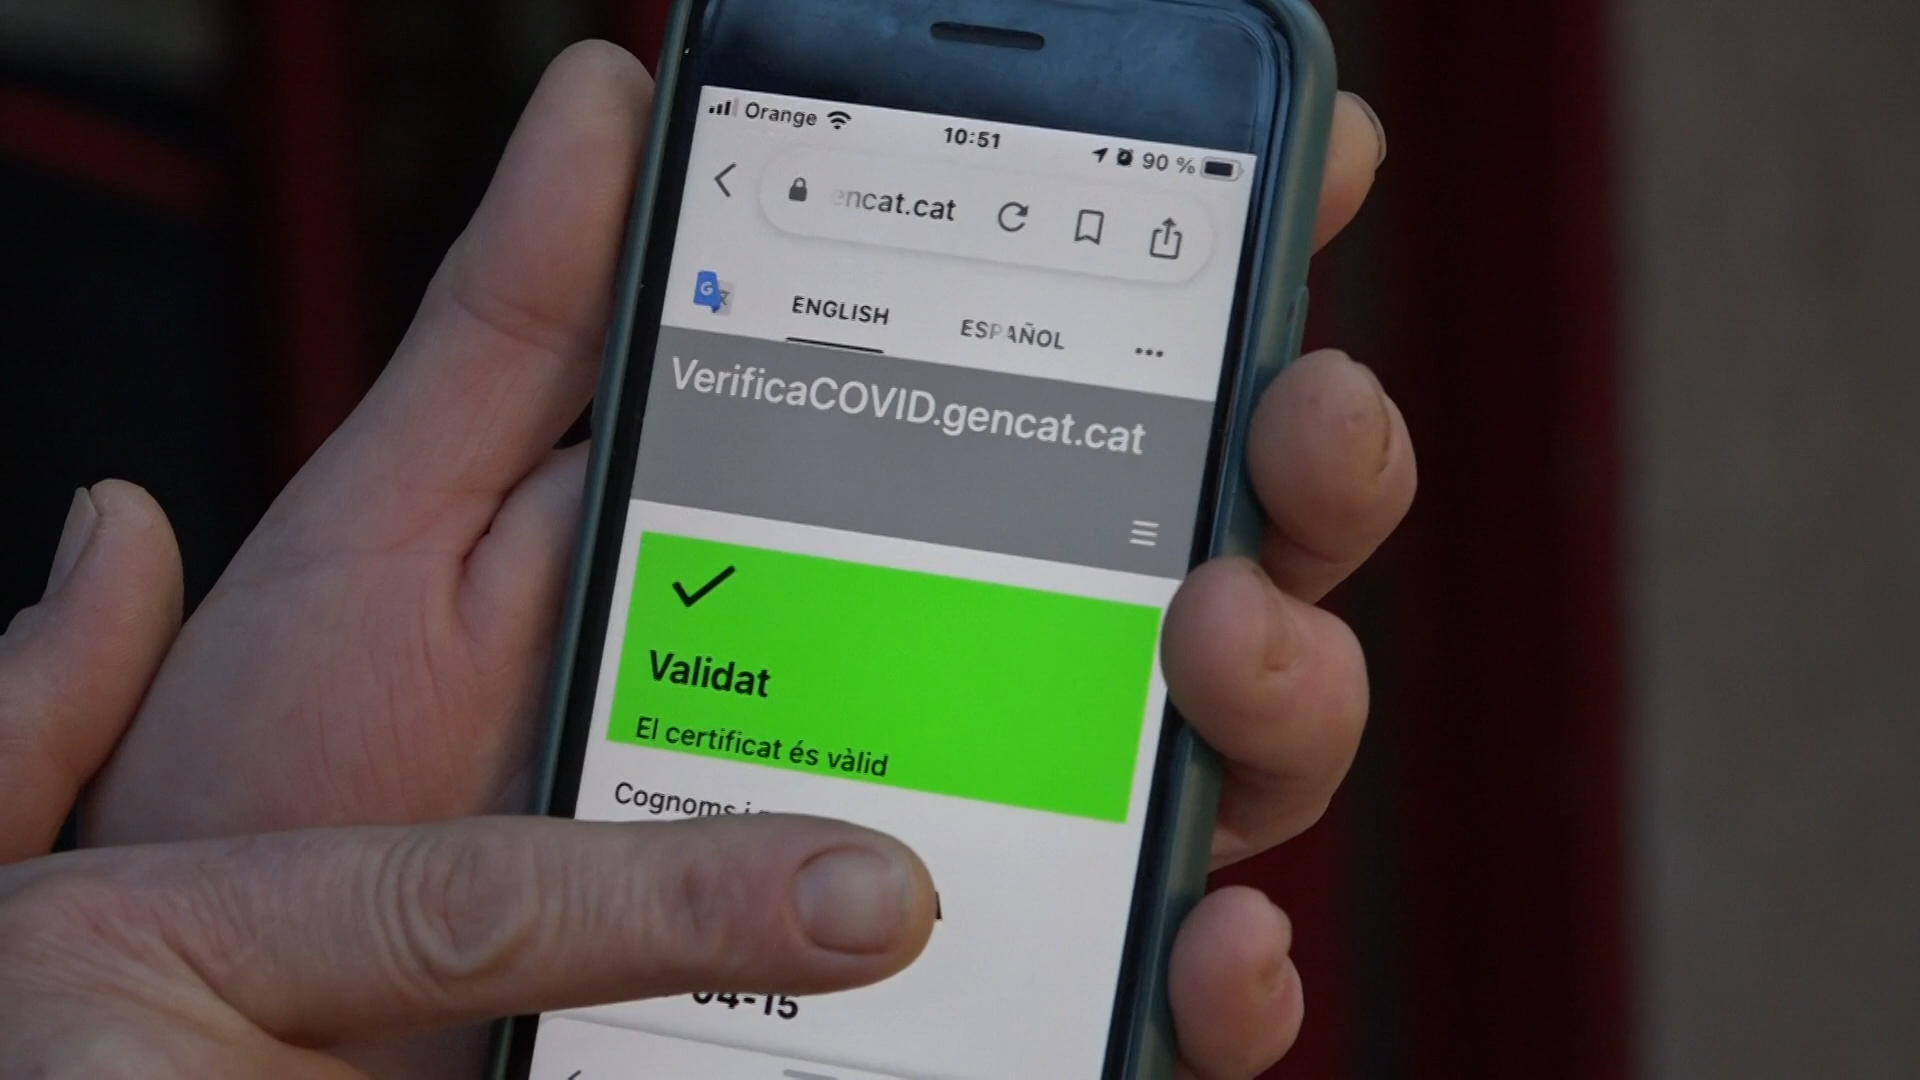 Orange 10:51 90 %
encat.cat
ENGLISH ESPAÑOL ...
VerificaCOVID.gencat.cat
Validat
El certificat és vàlid
Cognoms i
04-15